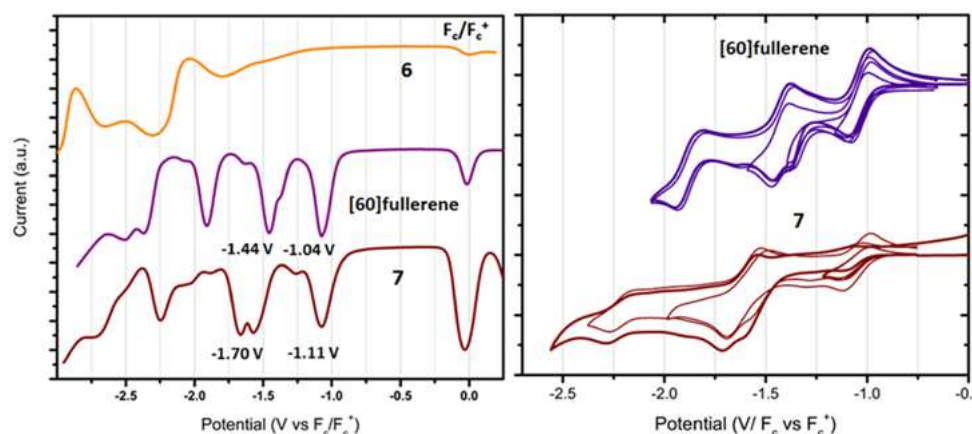 Fc/Fc+
6
[60]fullerene
-1.44 V -1.04 V
7
-1.70 V -1.11 V
Current (a.u.)
-2.5 -2.0 -1.5 -1.0 -0.5 0.0
Potential (V vs Fc/Fc+)
[60]fullerene
7
-2.5 -2.0 -1.5 -1.0 -0.
Potential (V/ Fc vs Fc+)